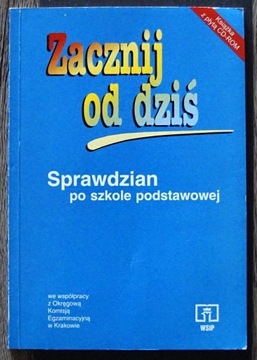 Książka
z płytą CD-ROM
Zacznij
od dziś
Sprawdzian
po szkole podstawowej
we współpracy
z Okręgową
Komisją
Egzaminacyjną
w Krakowie
WSiP